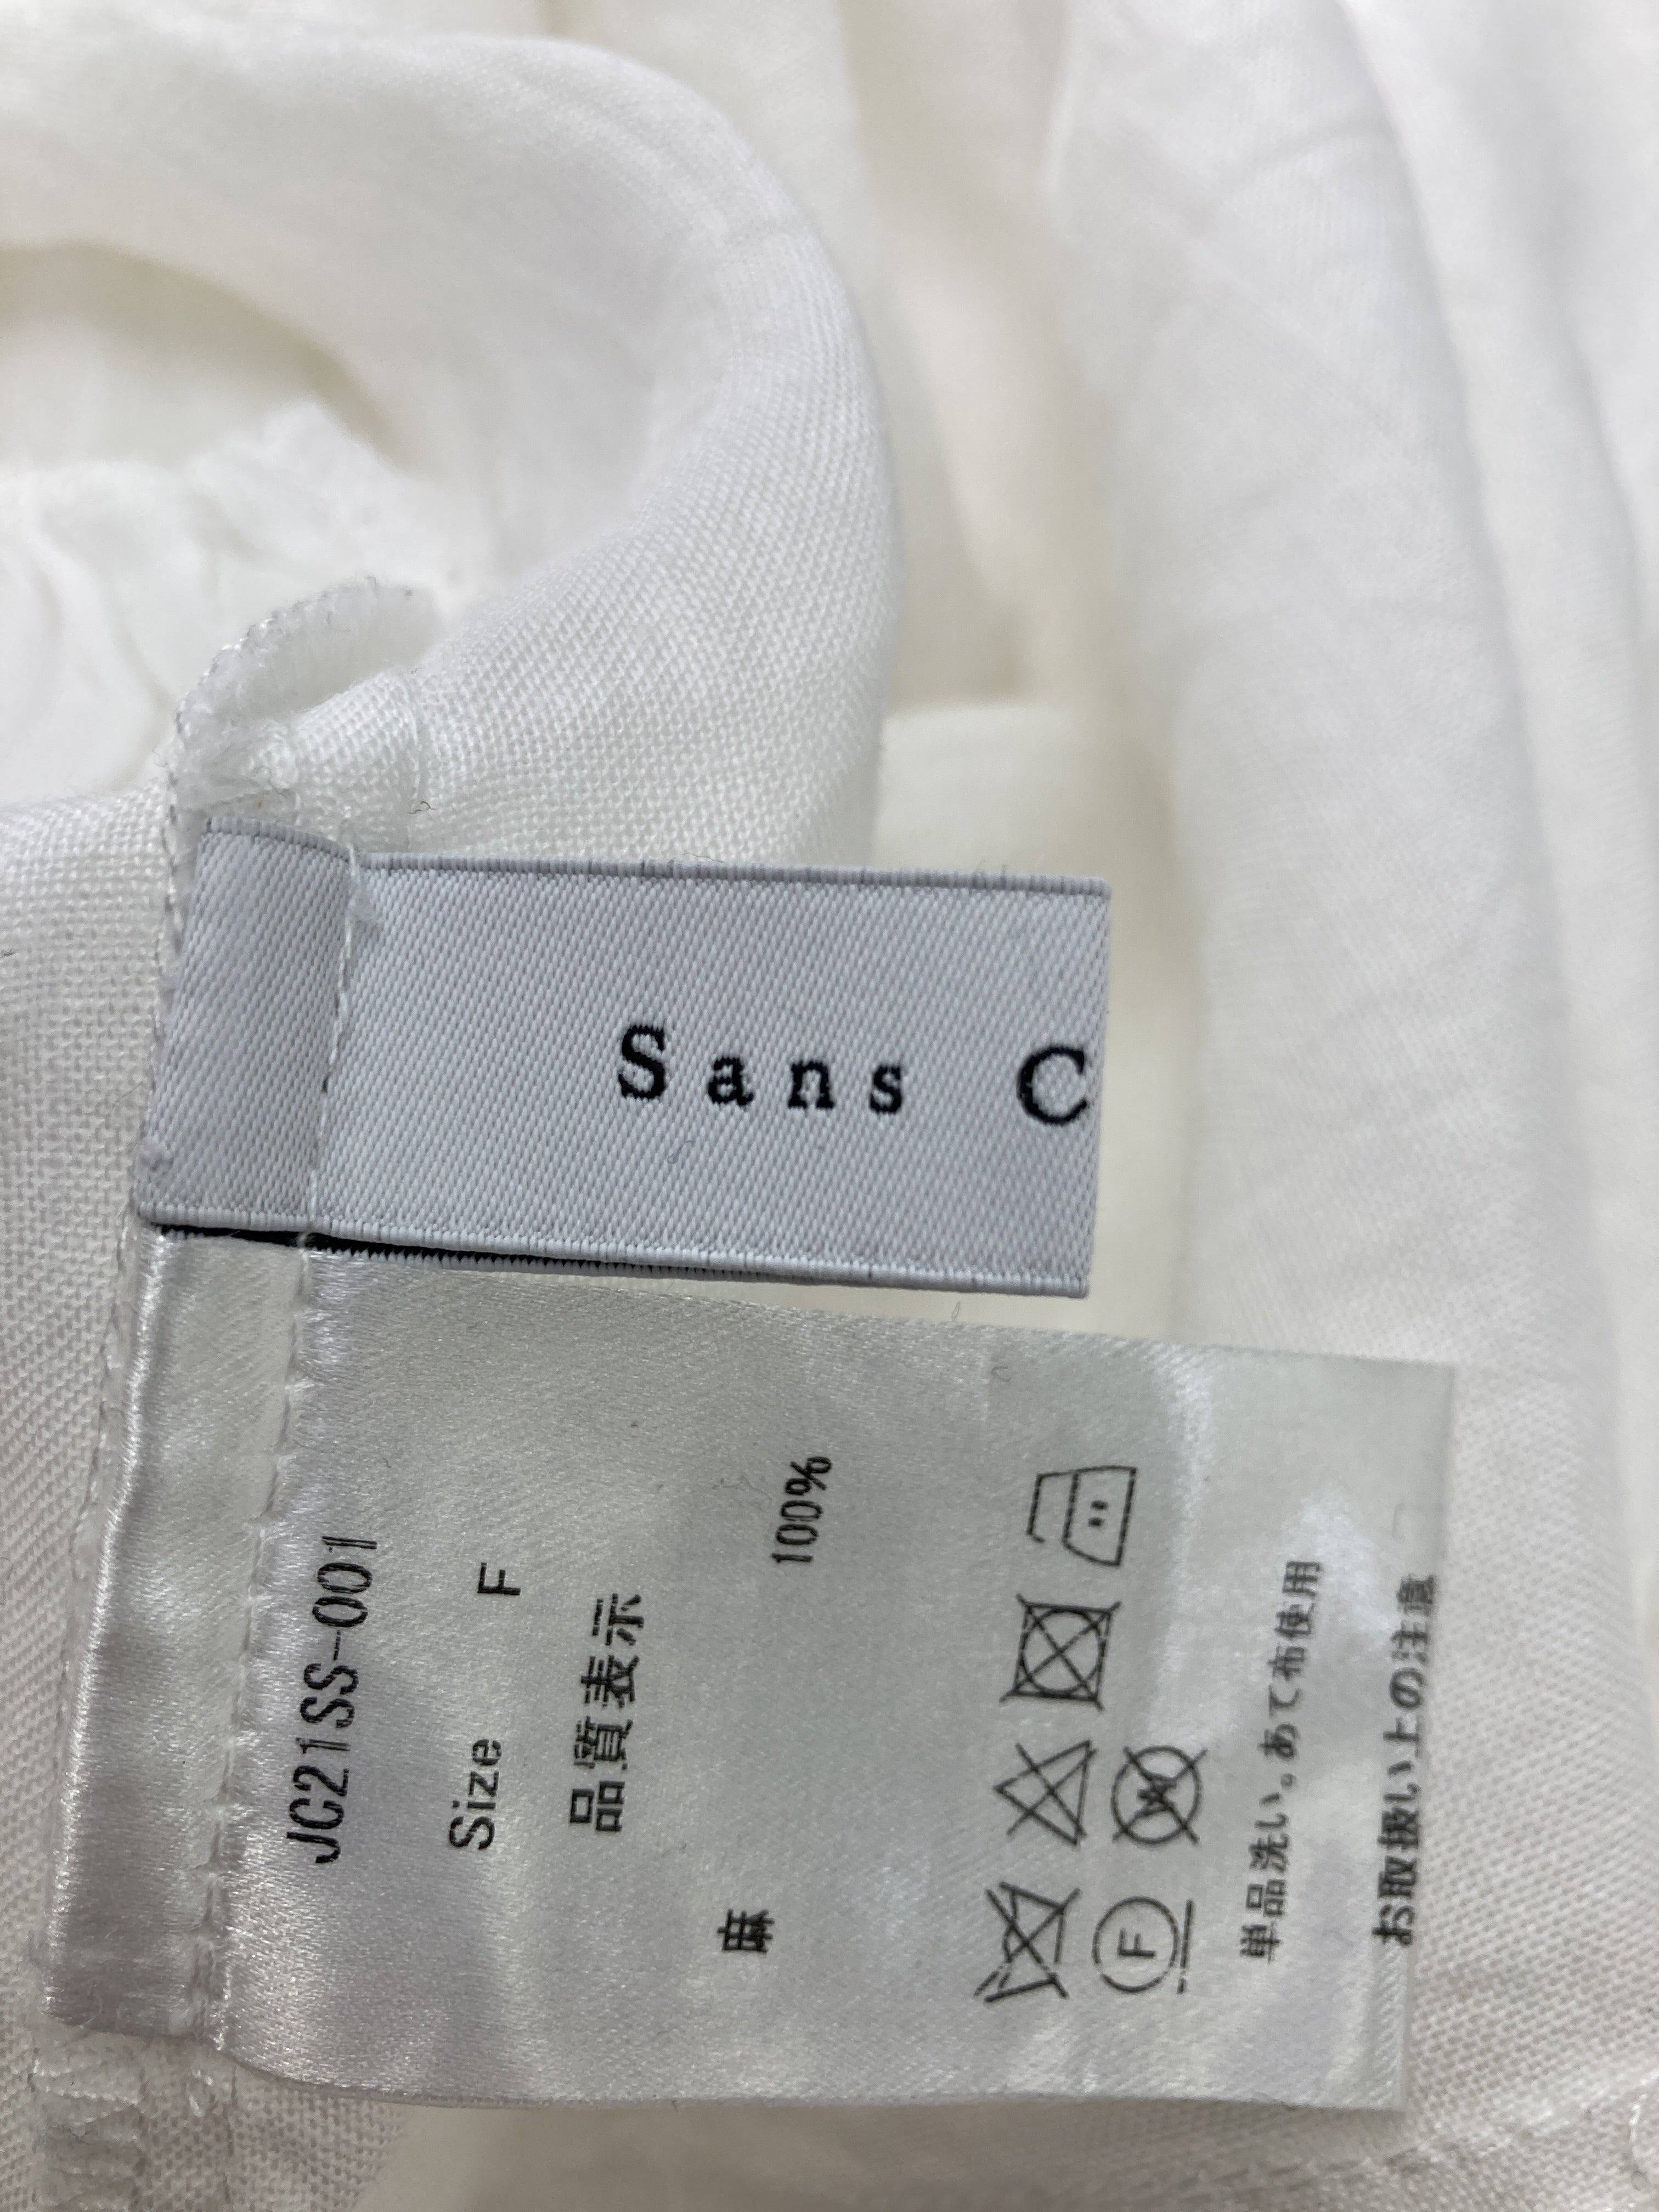 Sans C
JC21SS-001
Size F
品質表示
麻 100%
F
W
単品洗い。あて布使用
お取扱い上の注意